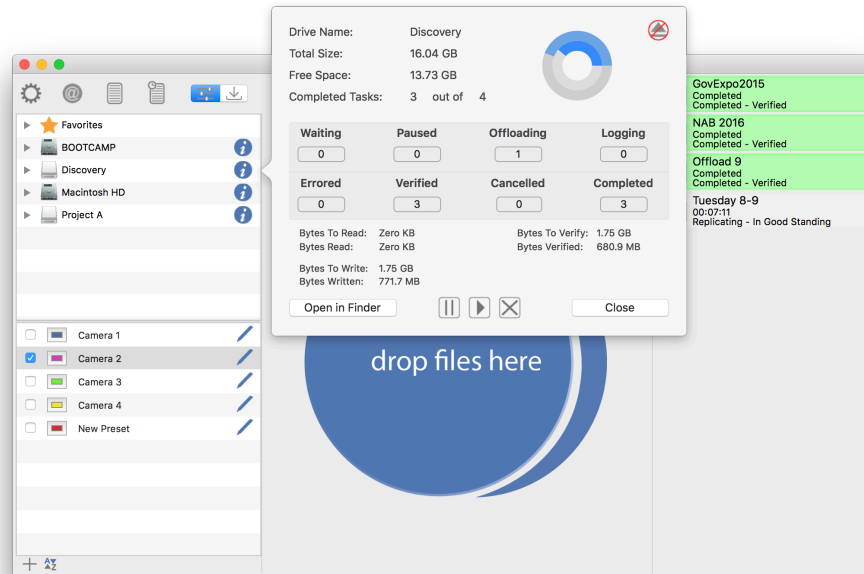 Drive Name: Discovery
Total Size: 16.04 GB
Free Space: 13.73 GB
Completed Tasks: 3 out of 4
Waiting Paused Offloading Logging
0 0 1 0
Errored Verified Cancelled Completed
0 3 0 3
Bytes To Read: Zero KB Bytes To Verify: 1.75 GB
Bytes Read: Zero KB Bytes Verified: 680.9 MB
Bytes To Write: 1.75 GB
Bytes Written: 771.7 MB
Open in Finder Close
@
Favorites
BOOTCAMP
Discovery
Macintosh HD
Project A
Camera 1
Camera 2
Camera 3
Camera 4
New Preset
A
Z
drop files here
GovExpo2015
Completed
Completed - Verified
NAB 2016
Completed
Completed - Verified
Offload 9
Completed
Completed - Verified
Tuesday 8-9
00:07:11
Replicating - In Good Standing